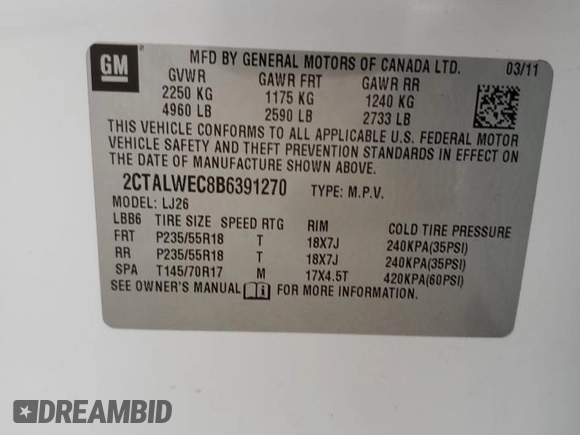 GM
MFD BY GENERAL MOTORS OF CANADA LTD. 03/11
GVWR GAWR FRT GAWR RR
2250 KG 1175 KG 1240 KG
4960 LB 2590 LB 2733 LB
THIS VEHICLE CONFORMS TO ALL APPLICABLE U.S. FEDERAL MOTOR
VEHICLE SAFETY AND THEFT PREVENTION STANDARDS IN EFFECT ON
THE DATE OF MANUFACTURE SHOWN ABOVE.
2CTALWEC8B6391270 TYPE: M.P.V.
MODEL: LJ26
LBB6 TIRE SIZE SPEED RTG RIM COLD TIRE PRESSURE
FRT P235/55R18 T 18X7J 240KPA(35PSI)
RR P235/55R18 T 18X7J 240KPA(35PSI)
SPA T145/70R17 M 17X4.5T 420KPA(60PSI)
SEE OWNER'S MANUAL FOR MORE INFORMATION.
DREAMBID